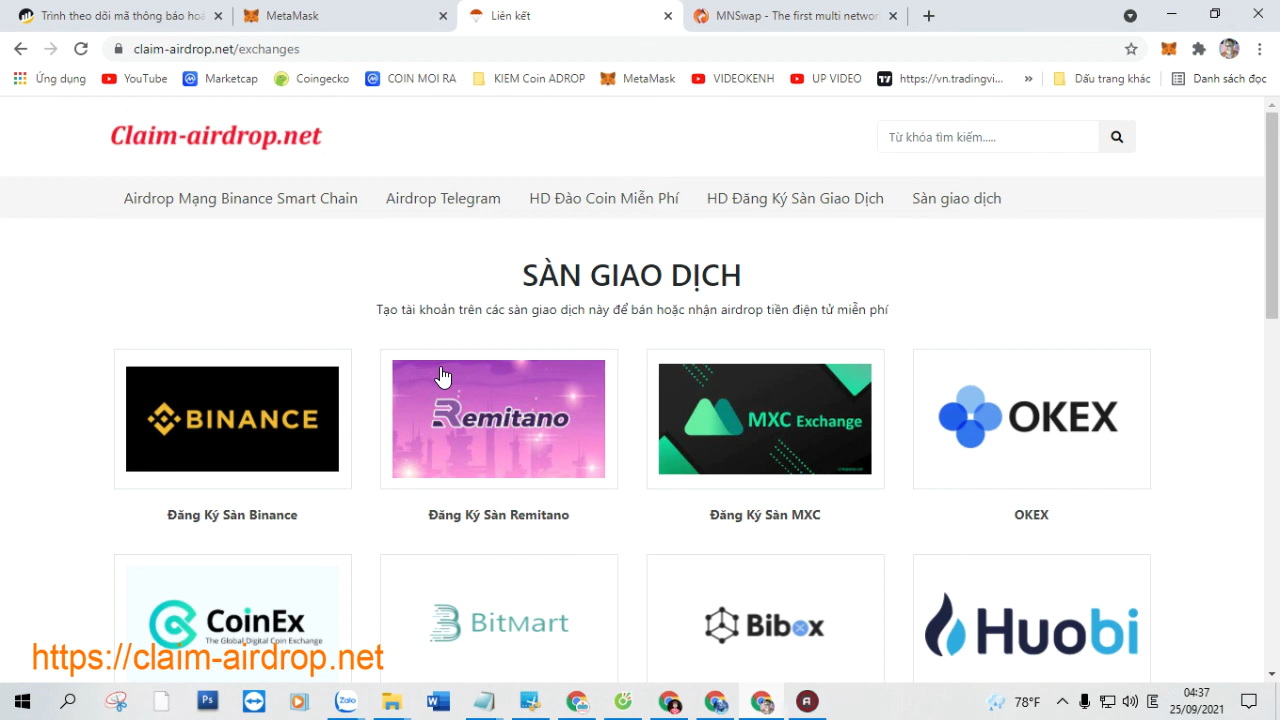 Trình theo dõi mã thông báo hoá
MetaMask
Liên kết
MNSwap - The first multi networ
claim-airdrop.net/exchanges
Ứng dụng
YouTube
Marketcap
Coingecko
COIN MOI RA
KIEM Coin ADROP
MetaMask
VIDEOKENH
UP VIDEO
https://vn.tradingvi...
»
Dấu trang khác
Danh sách đọc
Claim-airdrop.net
Từ khóa tìm kiếm.....
Airdrop Mạng Binance Smart Chain
Airdrop Telegram
HD Đào Coin Miễn Phí
HD Đăng Ký Sàn Giao Dịch
Sàn giao dịch
SÀN GIAO DỊCH
Tạo tài khoản trên các sàn giao dịch này để bán hoặc nhận airdrop tiền điện tử miễn phí
BINANCE
Remitano
MXC Exchange
OKEX
Đăng Ký Sàn Binance
Đăng Ký Sàn Remitano
Đăng Ký Sàn MXC
OKEX
CoinEx
The Global Digital Coin Exchange
BitMart
Bibox
Huobi
https://claim-airdrop.net
Ps
Zalo
78°F
04:37
25/09/2021